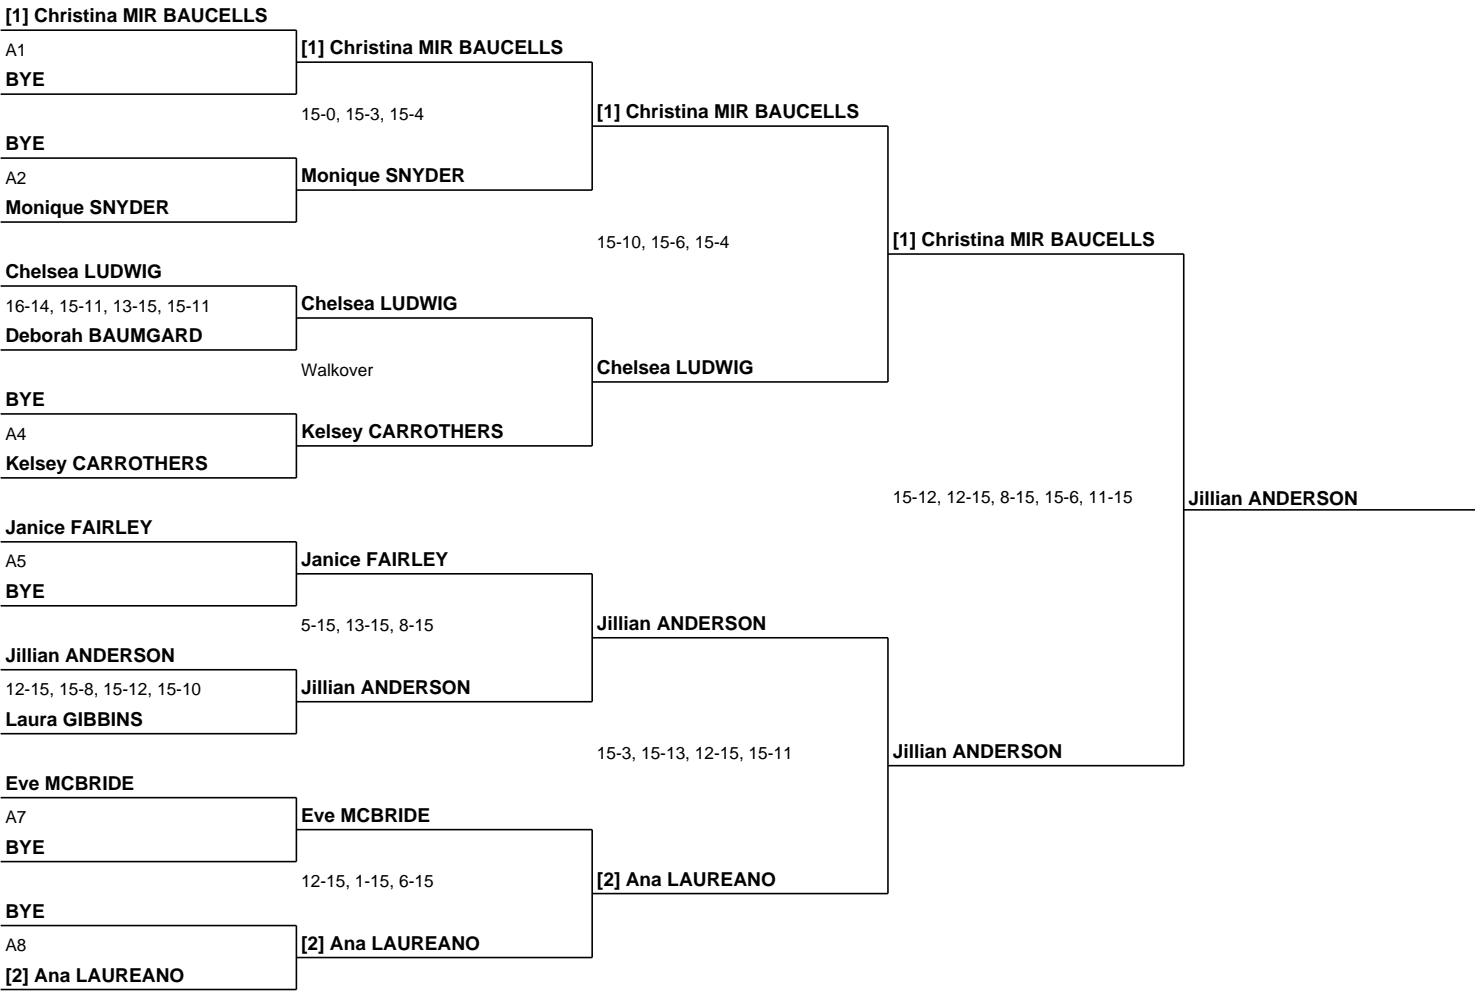 [1] Christina MIR BAUCELLS
A1
BYE
BYE
A2
Monique SNYDER
Chelsea LUDWIG
16-14, 15-11, 13-15, 15-11
Deborah BAUMGARD
BYE
A4
Kelsey CARROTHERS
Janice FAIRLEY
A5
BYE
Jillian ANDERSON
12-15, 15-8, 15-12, 15-10
Laura GIBBINS
Eve MCBRIDE
A7
BYE
BYE
A8
[2] Ana LAUREANO
[1] Christina MIR BAUCELLS
15-0, 15-3, 15-4
Monique SNYDER
Chelsea LUDWIG
Walkover
Kelsey CARROTHERS
Janice FAIRLEY
5-15, 13-15, 8-15
Jillian ANDERSON
Eve MCBRIDE
12-15, 1-15, 6-15
[2] Ana LAUREANO
[1] Christina MIR BAUCELLS
15-10, 15-6, 15-4
Chelsea LUDWIG
Jillian ANDERSON
15-3, 15-13, 12-15, 15-11
[2] Ana LAUREANO
[1] Christina MIR BAUCELLS
15-12, 12-15, 8-15, 15-6, 11-15
Jillian ANDERSON
Jillian ANDERSON